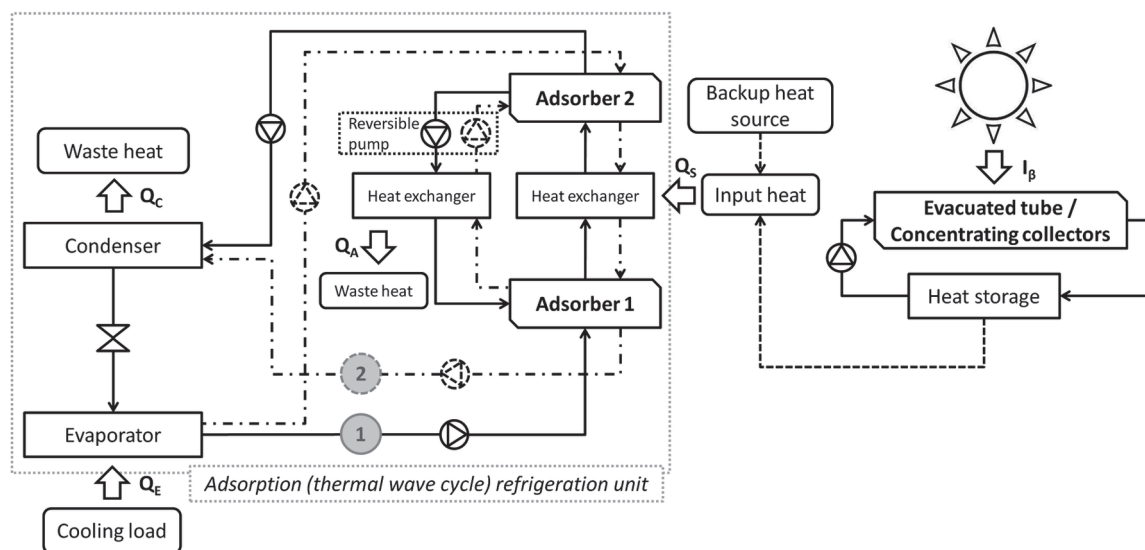 Adsorber 2
Backup heat
source
Reversible
pump
Waste heat
Q_C
Heat exchanger
Heat exchanger
Q_S
Input heat
I_β
Evacuated tube /
Concentrating collectors
Condenser
Q_A
Waste heat
Adsorber 1
Heat storage
2
Evaporator
1
Q_E
Adsorption (thermal wave cycle) refrigeration unit
Cooling load